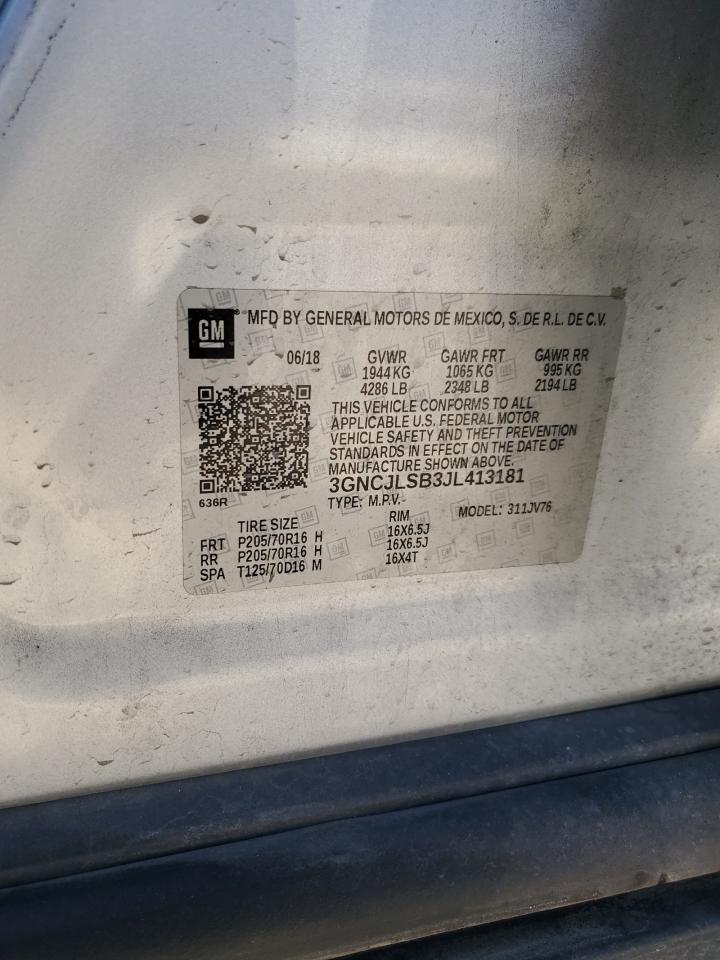 GM® MFD BY GENERAL MOTORS DE MEXICO, S. DE R.L. DE C.V.
06/18 GVWR GAWR FRT GAWR RR
1944 KG 1065 KG 995 KG
4286 LB 2348 LB 2194 LB
THIS VEHICLE CONFORMS TO ALL
APPLICABLE U.S. FEDERAL MOTOR
VEHICLE SAFETY AND THEFT PREVENTION
STANDARDS IN EFFECT ON THE DATE OF
MANUFACTURE SHOWN ABOVE.
3GNCJLSB3JL413181
636R TYPE: M.P.V. MODEL: 311JV76
TIRE SIZE RIM
FRT P205/70R16 H 16X6.5J
RR P205/70R16 H 16X6.5J
SPA T125/70D16 M 16X4T